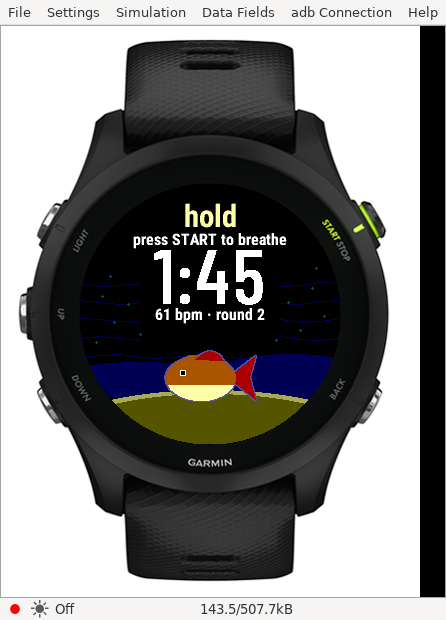 File Settings Simulation Data Fields adb Connection Help
hold
press START to breathe
1:45
61 bpm · round 2
LIGHT
START STOP
UP
DOWN
BACK
GARMIN
Off 143.5/507.7kB